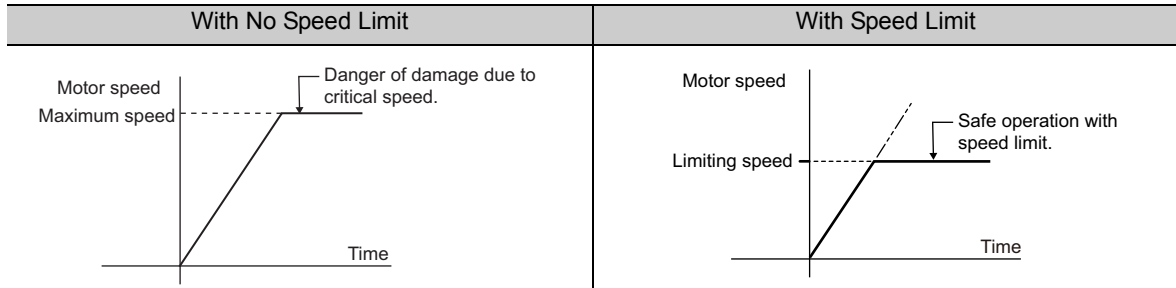 With No Speed Limit
With Speed Limit
Motor speed
Maximum speed
Danger of damage due to
critical speed.
Time
Motor speed
Limiting speed
Safe operation with
speed limit.
Time